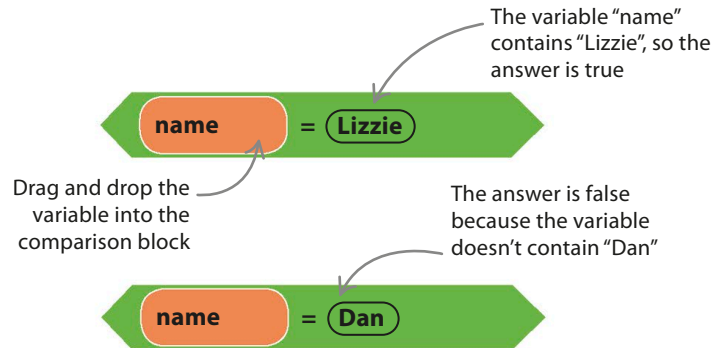 The variable “name”
contains “Lizzie”, so the
answer is true
name = Lizzie
Drag and drop the
variable into the
comparison block
The answer is false
because the variable
doesn’t contain “Dan”
name = Dan